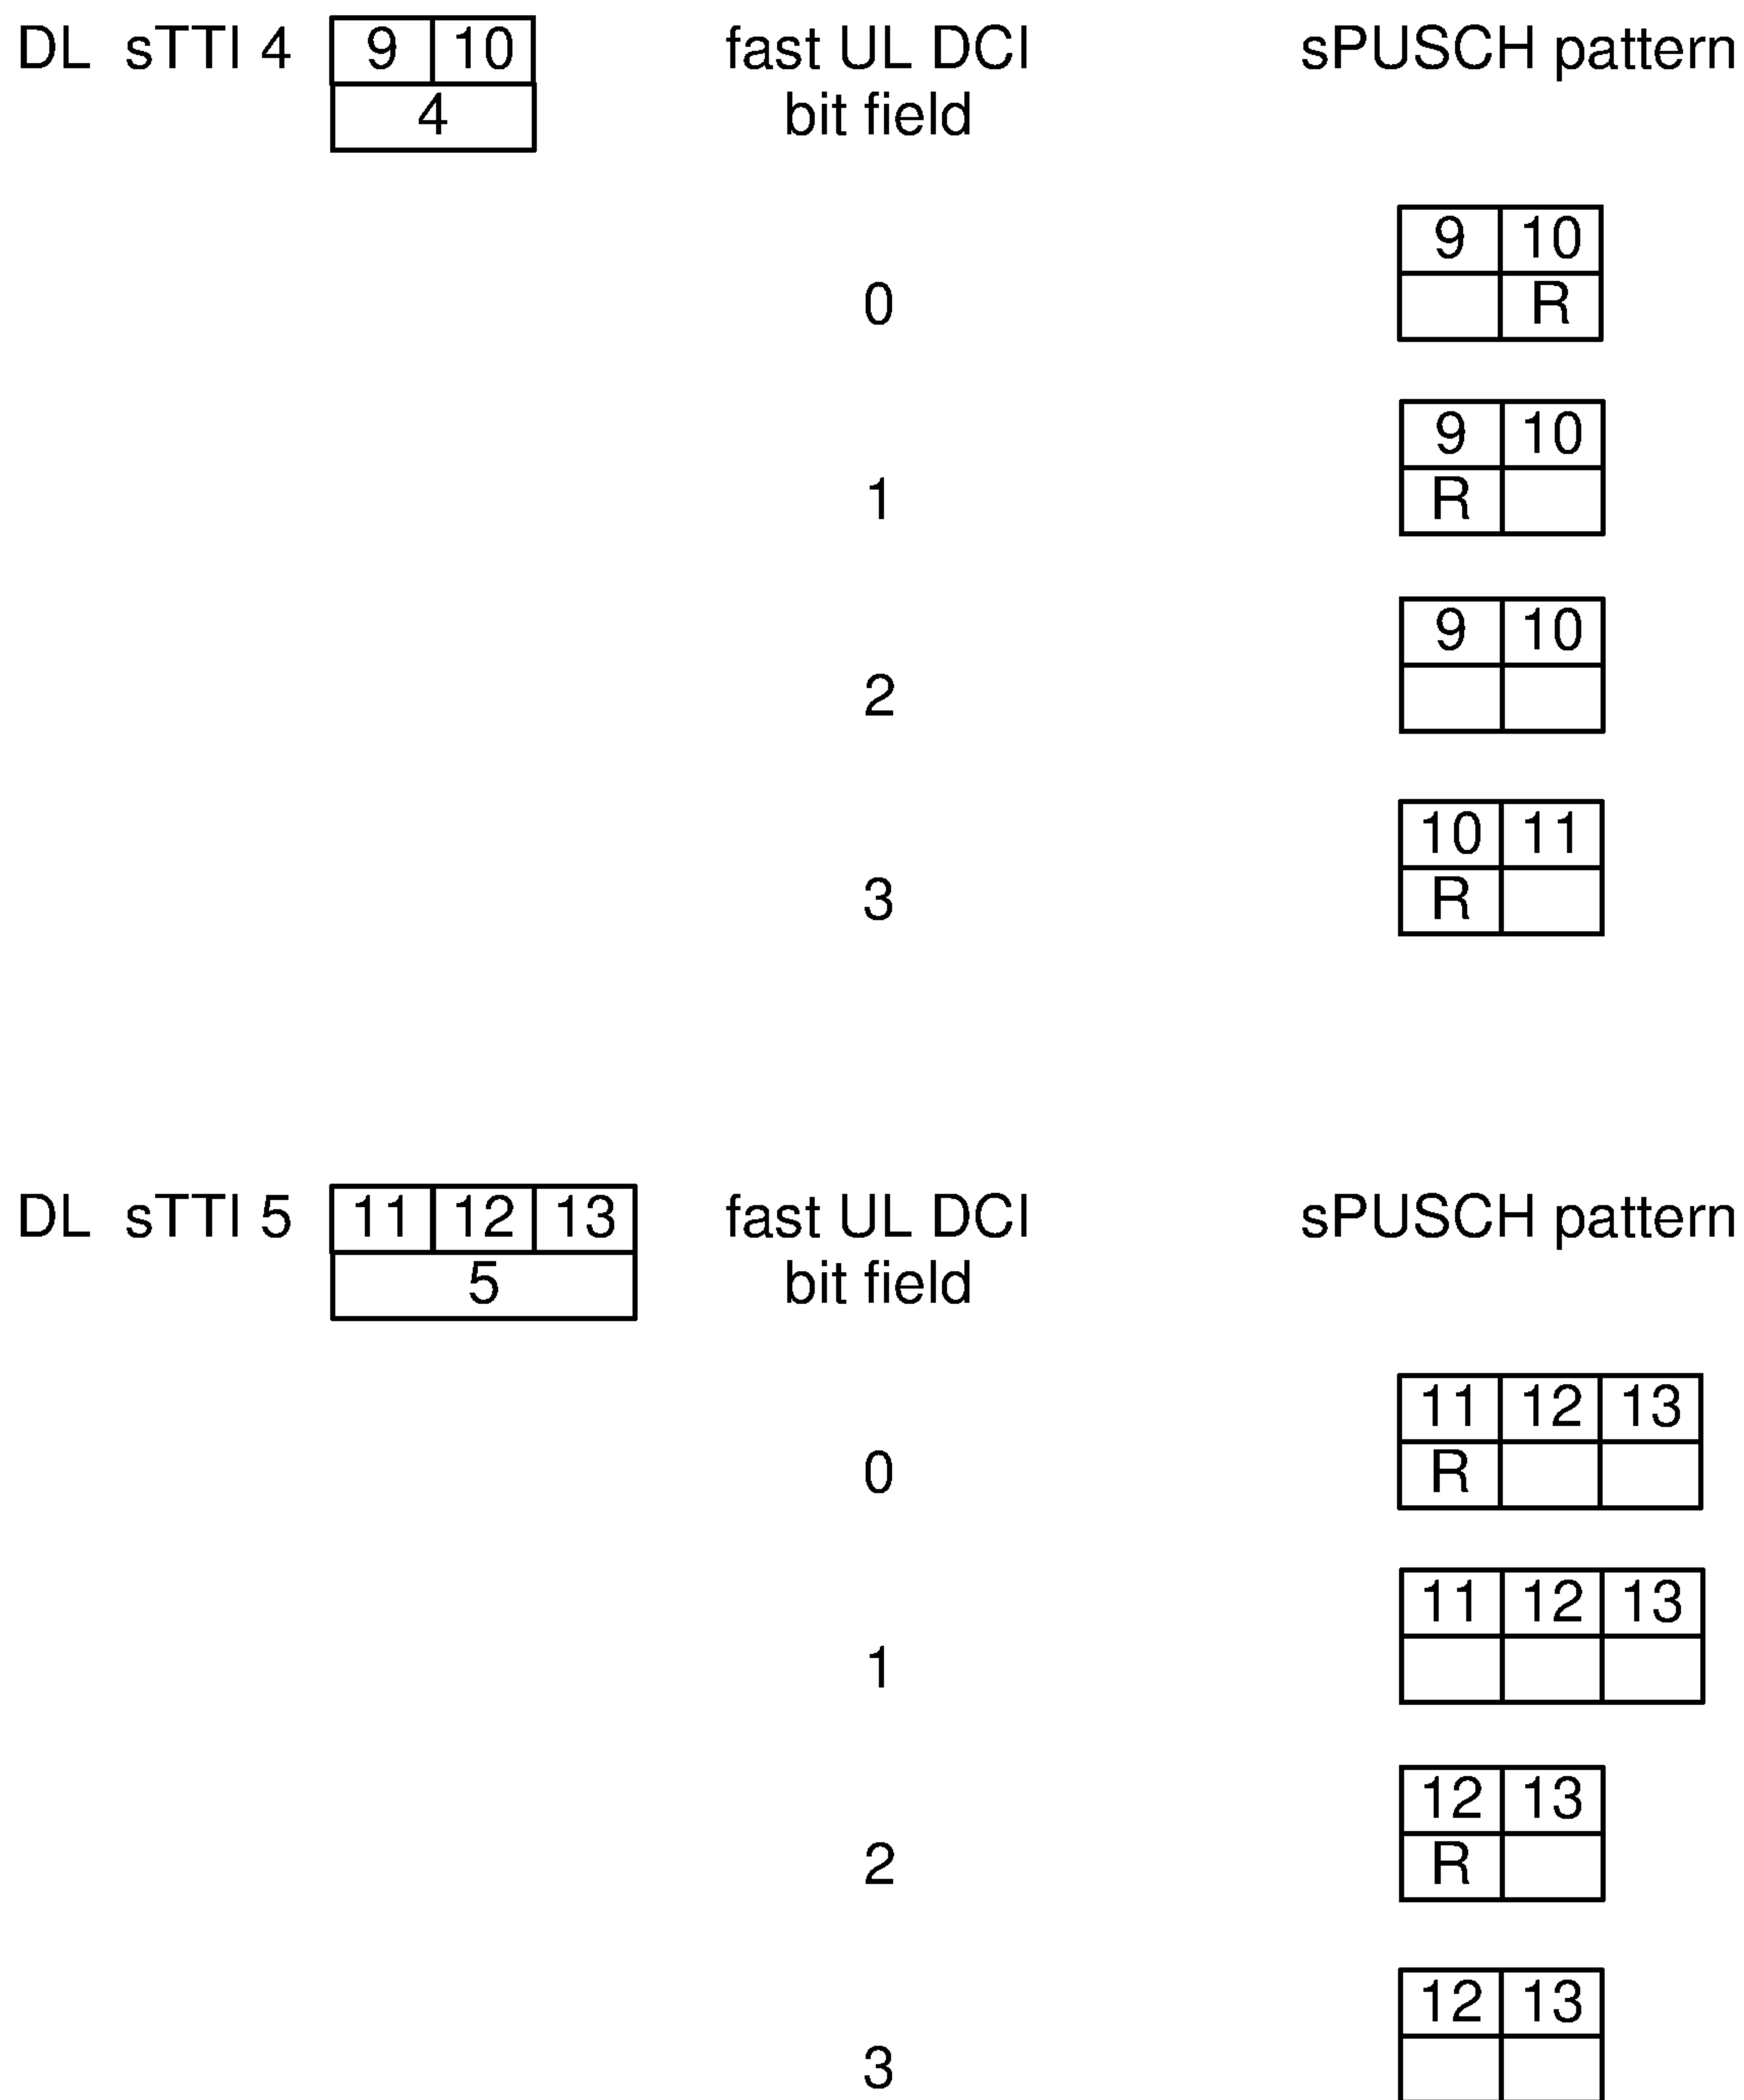 DL sTTI 4 9 10 fast UL DCI sPUSCH pattern
4 bit field
9 10
0 R
9 10
1 R
9 10
2
10 11
3 R
DL sTTI 5 11 12 13 fast UL DCI sPUSCH pattern
5 bit field
11 12 13
0 R
11 12 13
1
12 13
2 R
12 13
3